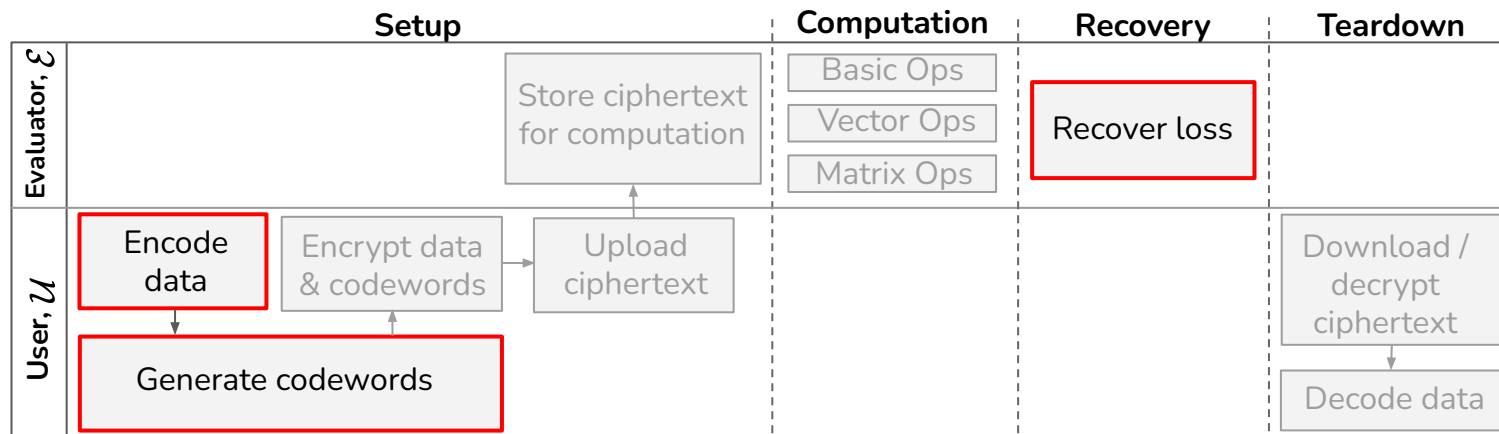 Setup
Computation
Recovery
Teardown
Evaluator, ℰ
Store ciphertext
for computation
Basic Ops
Vector Ops
Matrix Ops
Recover loss
User, 𝒰
Encode
data
Encrypt data
& codewords
Upload
ciphertext
Generate codewords
Download /
decrypt
ciphertext
Decode data